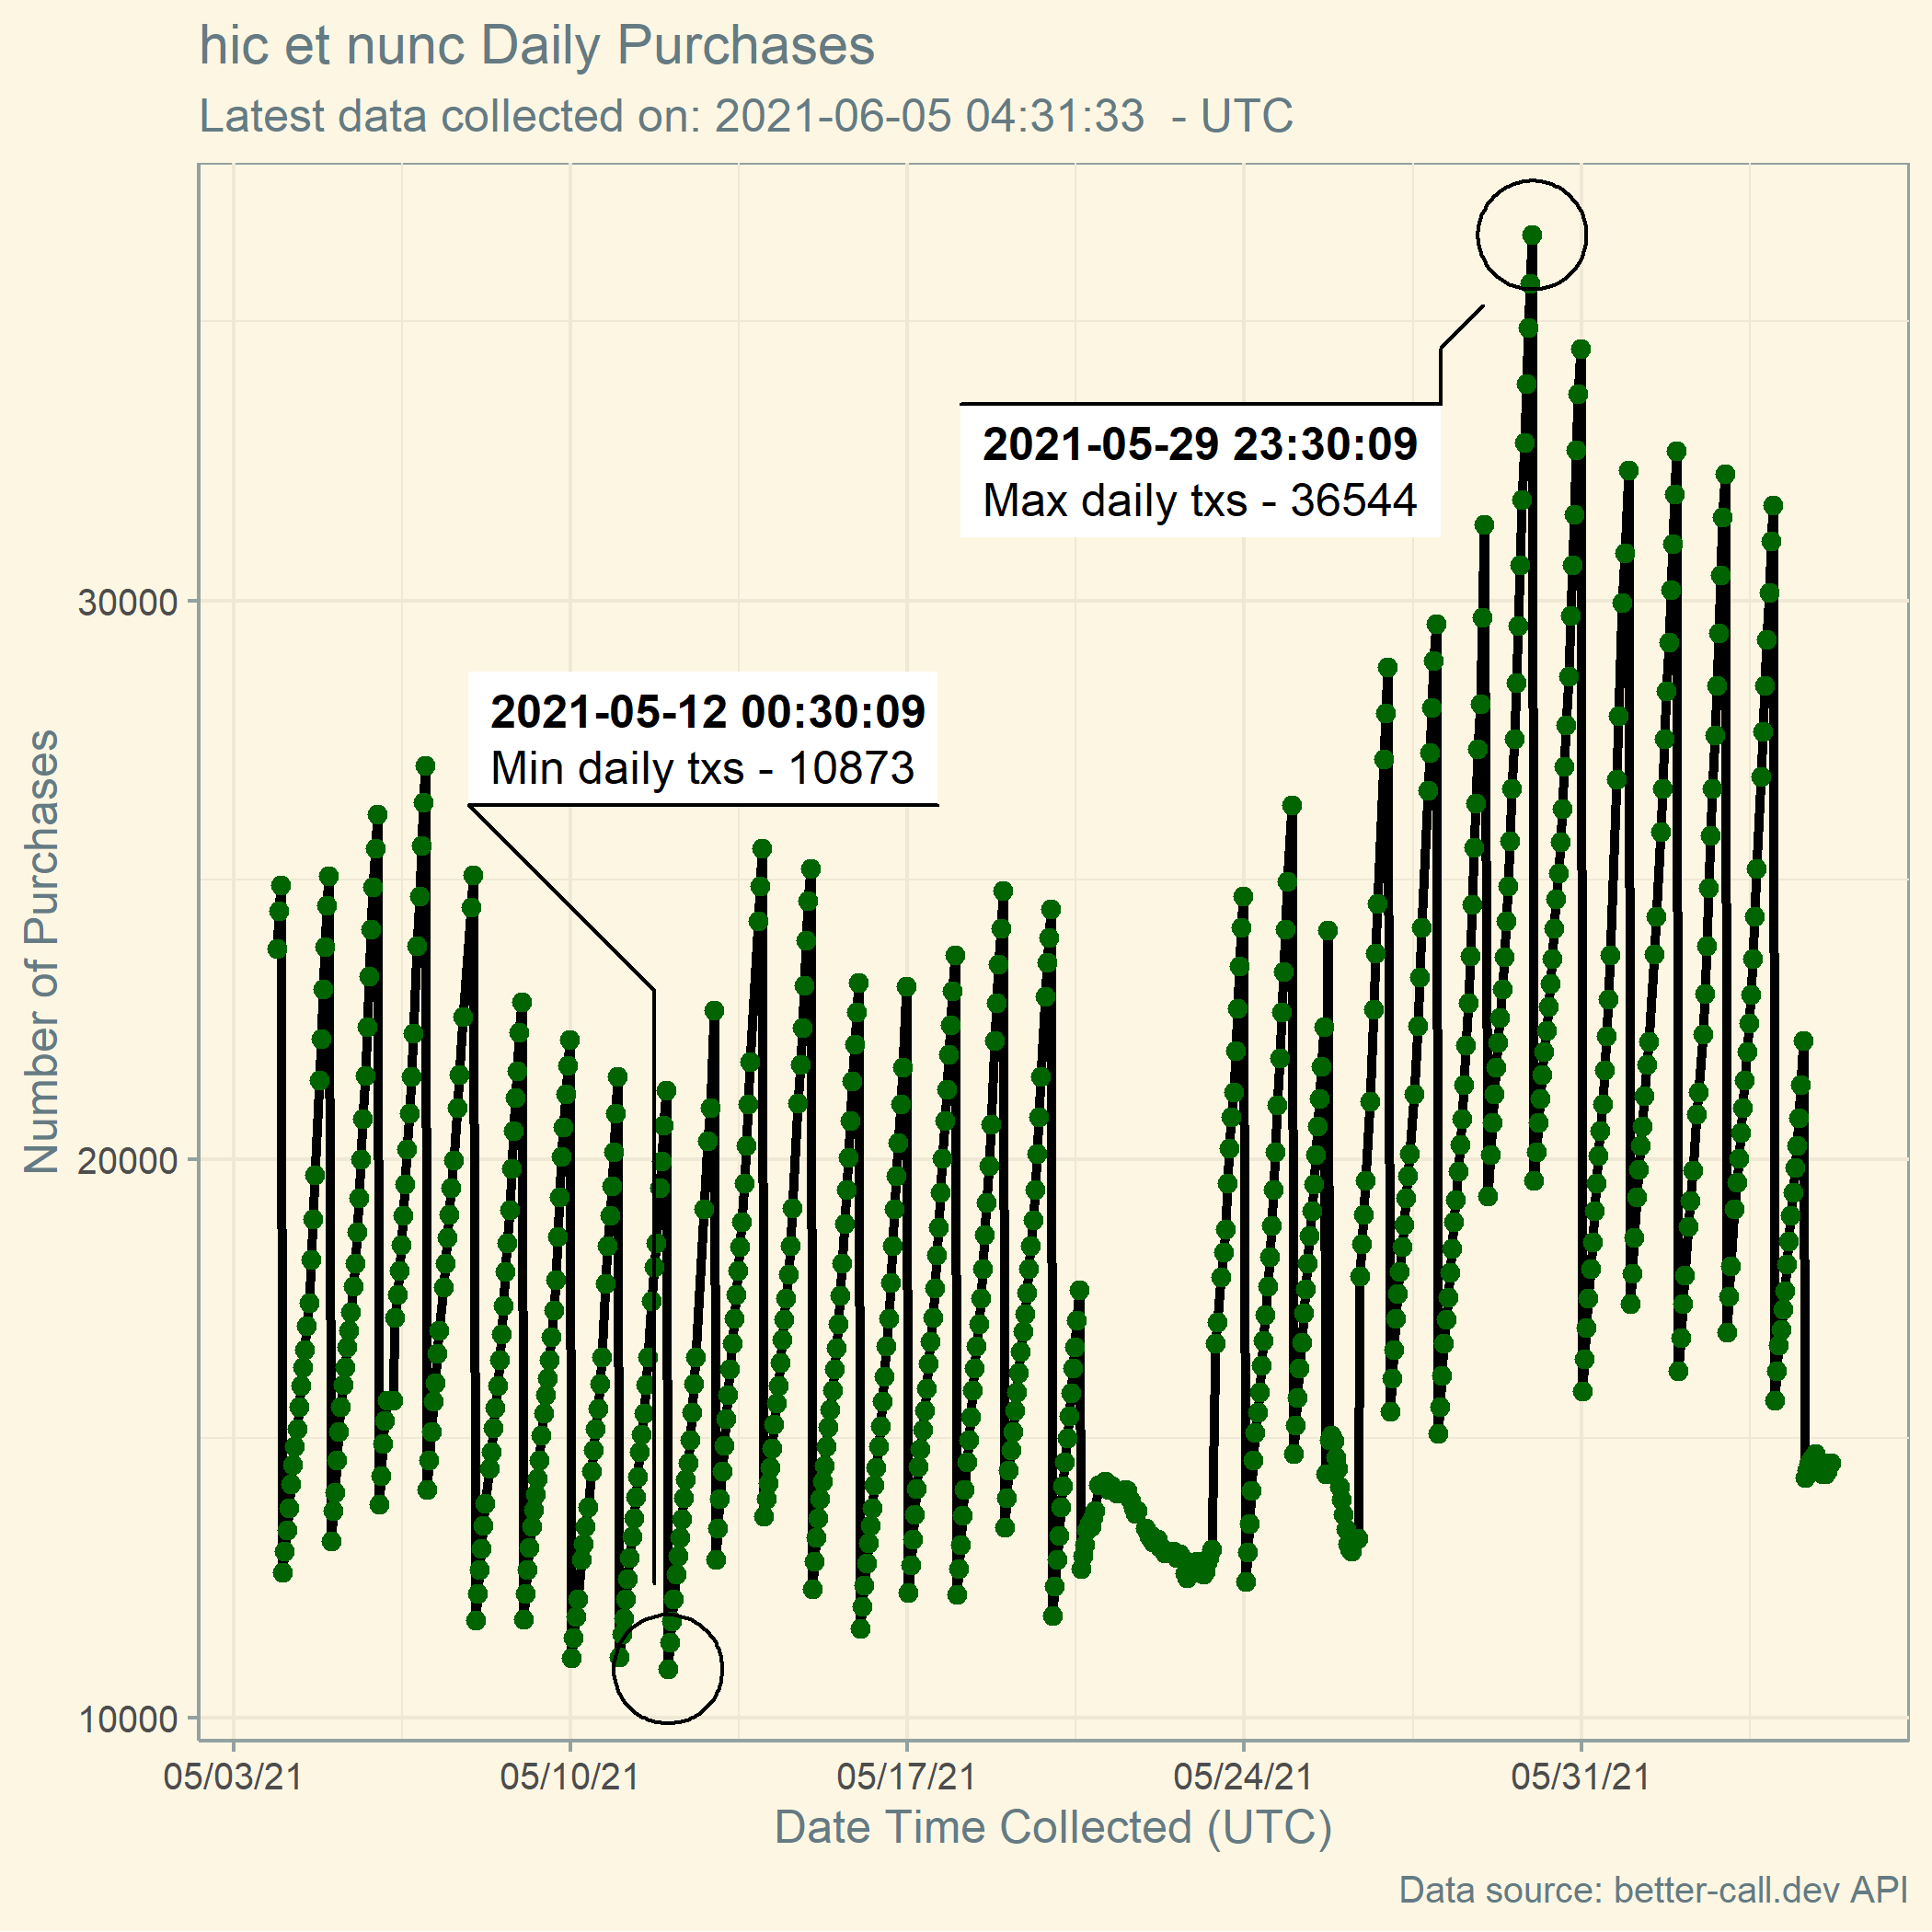 hic et nunc Daily Purchases
Latest data collected on: 2021-06-05 04:31:33  - UTC
2021-05-29 23:30:09
Max daily txs - 36544
2021-05-12 00:30:09
Min daily txs - 10873
Number of Purchases
30000
20000
10000
05/03/21
05/10/21
05/17/21
05/24/21
05/31/21
Date Time Collected (UTC)
Data source: better-call.dev API